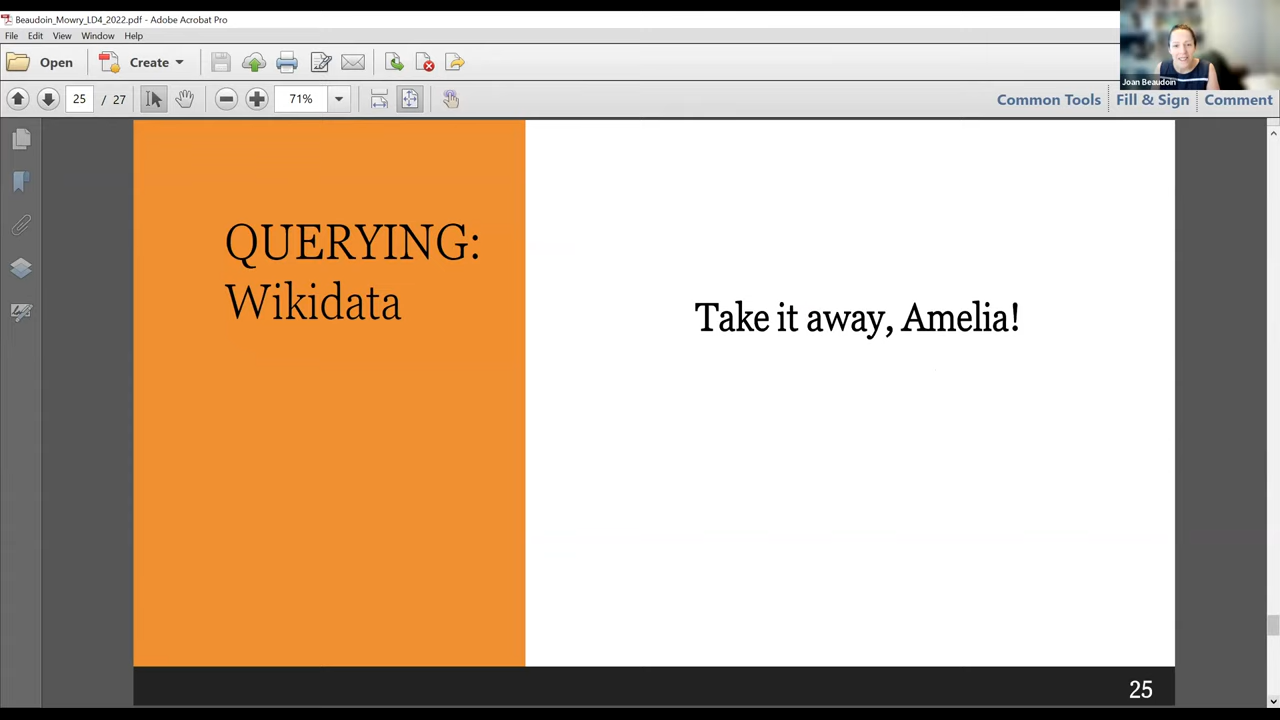 Beaudoin_Mowry_LD4_2022.pdf - Adobe Acrobat Pro
File Edit View Window Help
Open Create
25 / 27 71%
Common Tools Fill & Sign Comment
Joan Beaudoin
QUERYING:
Wikidata
Take it away, Amelia!
25